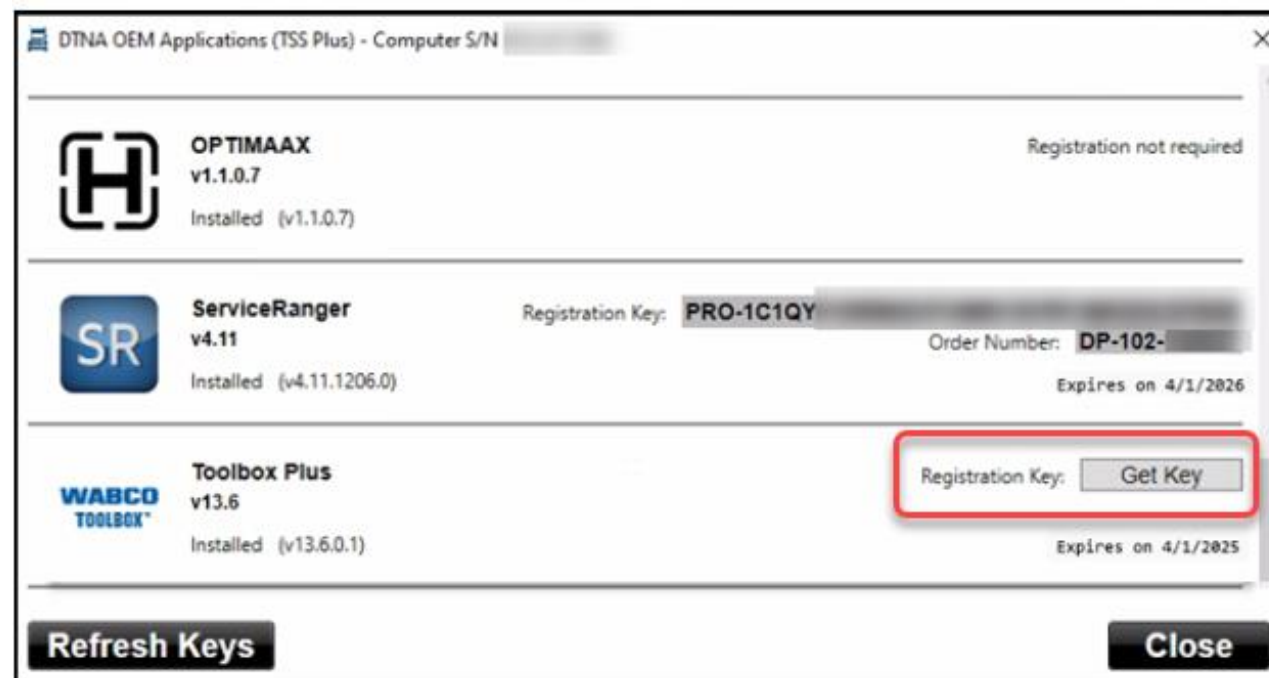 DTNA OEM Applications (TSS Plus) - Computer S/N
OPTIMAAX
v1.1.0.7
Installed (v1.1.0.7)
Registration not required
SR
ServiceRanger
v4.11
Installed (v4.11.1206.0)
Registration Key: PRO-1C1QY
Order Number: DP-102-
Expires on 4/1/2026
WABCO
TOOLBOX™
Toolbox Plus
v13.6
Installed (v13.6.0.1)
Registration Key: Get Key
Expires on 4/1/2025
Refresh Keys
Close